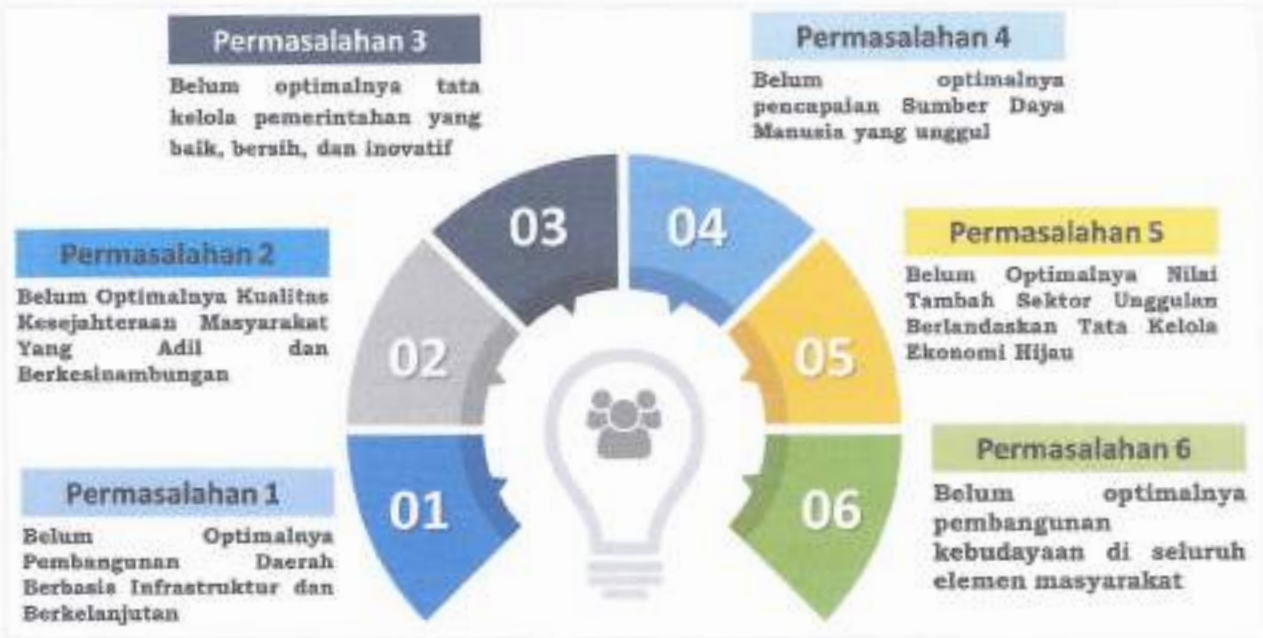 Permasalahan 3
Belum optimalnya tata
kelola pemerintahan yang
baik, bersih, dan inovatif
Permasalahan 4
Belum optimalnya
pencapaian Sumber Daya
Manusia yang unggul
Permasalahan 2
Belum Optimalnya Kualitas
Kesejahteraan Masyarakat
Yang Adil dan
Berkesinambungan
Permasalahan 5
Belum Optimalnya Nilai
Tambah Sektor Unggulan
Berlandaskan Tata Kelola
Ekonomi Hijau
Permasalahan 1
Belum Optimalnya
Pembangunan Daerah
Berbasis Infrastruktur dan
Berkelanjutan
Permasalahan 6
Belum optimalnya
pembangunan
kebudayaan di seluruh
elemen masyarakat
01
02
03
04
05
06